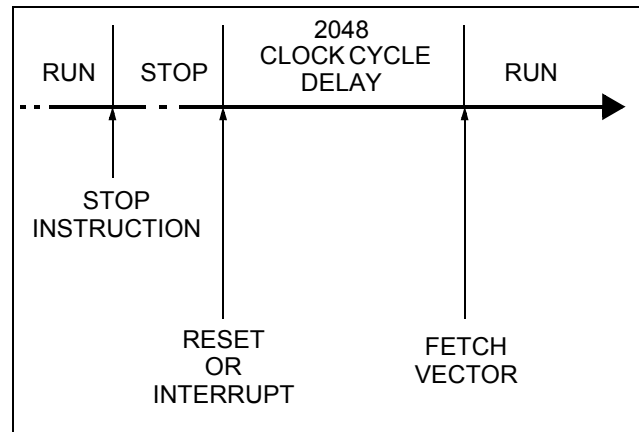 RUN
STOP
2048
CLOCK CYCLE
DELAY
RUN
STOP
INSTRUCTION
RESET
OR
INTERRUPT
FETCH
VECTOR